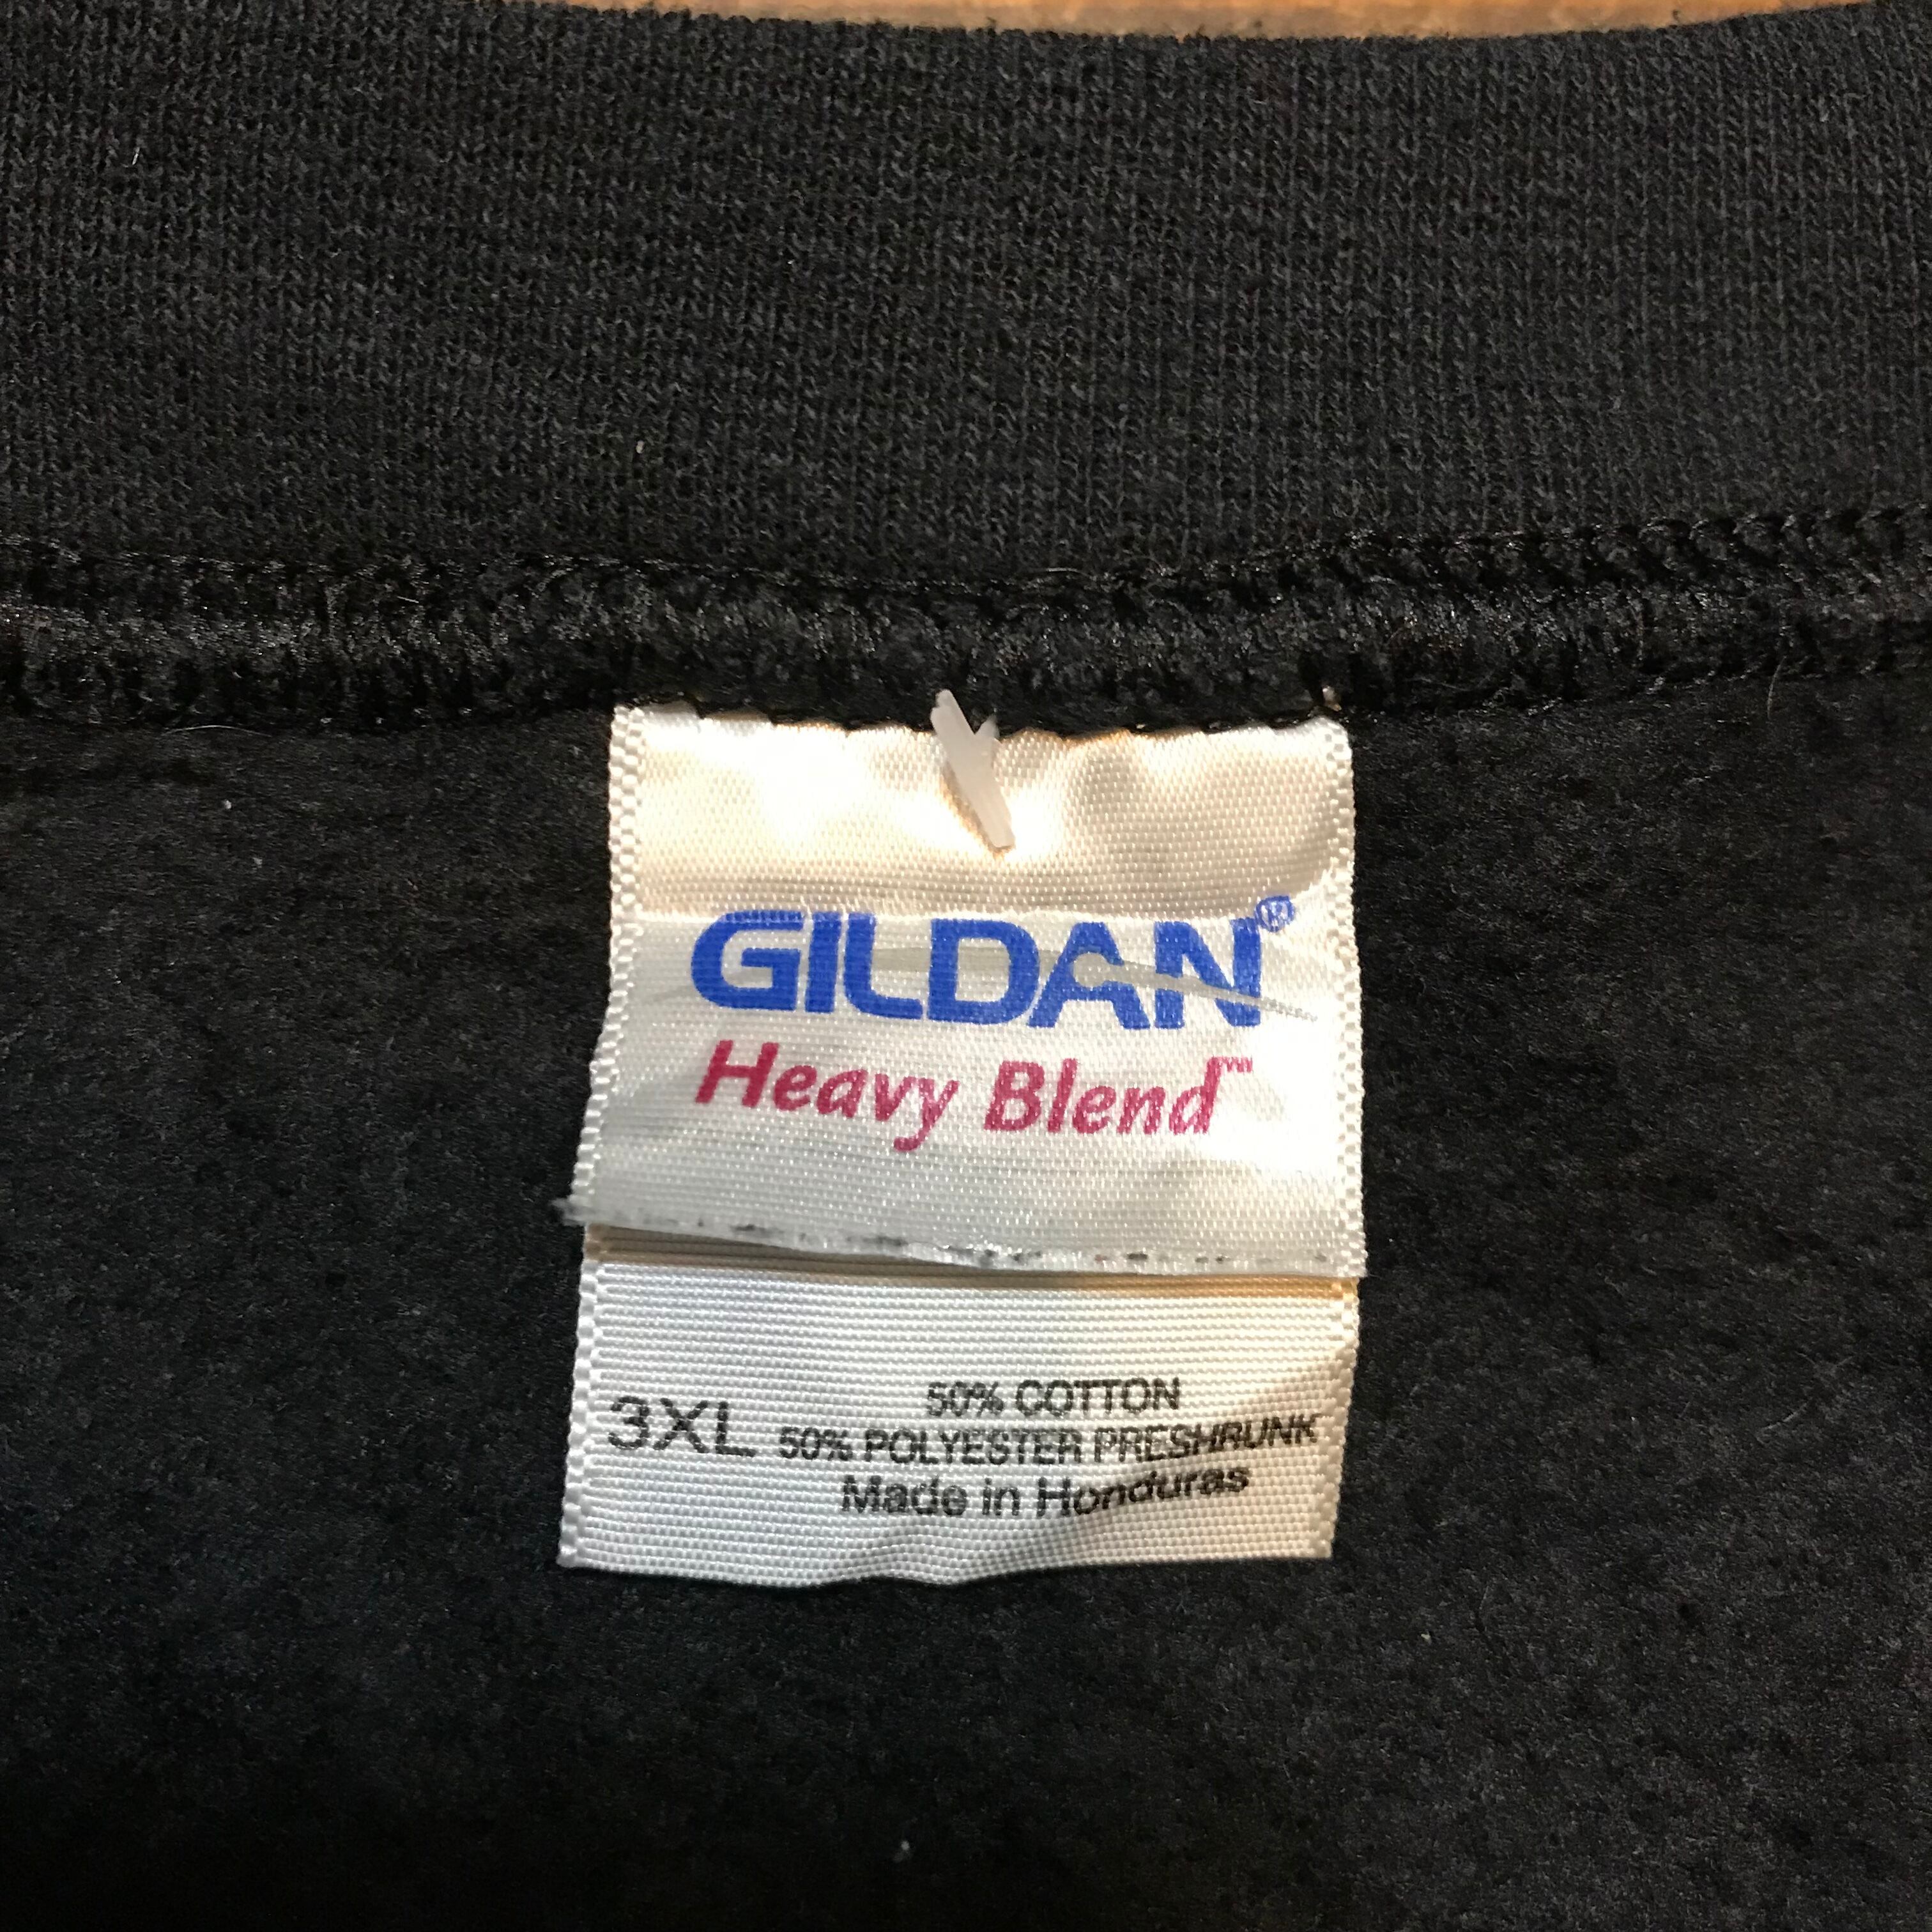 GILDAN®
Heavy Blend™
3XL
50% COTTON
50% POLYESTER PRESHRUNK
Made in Honduras